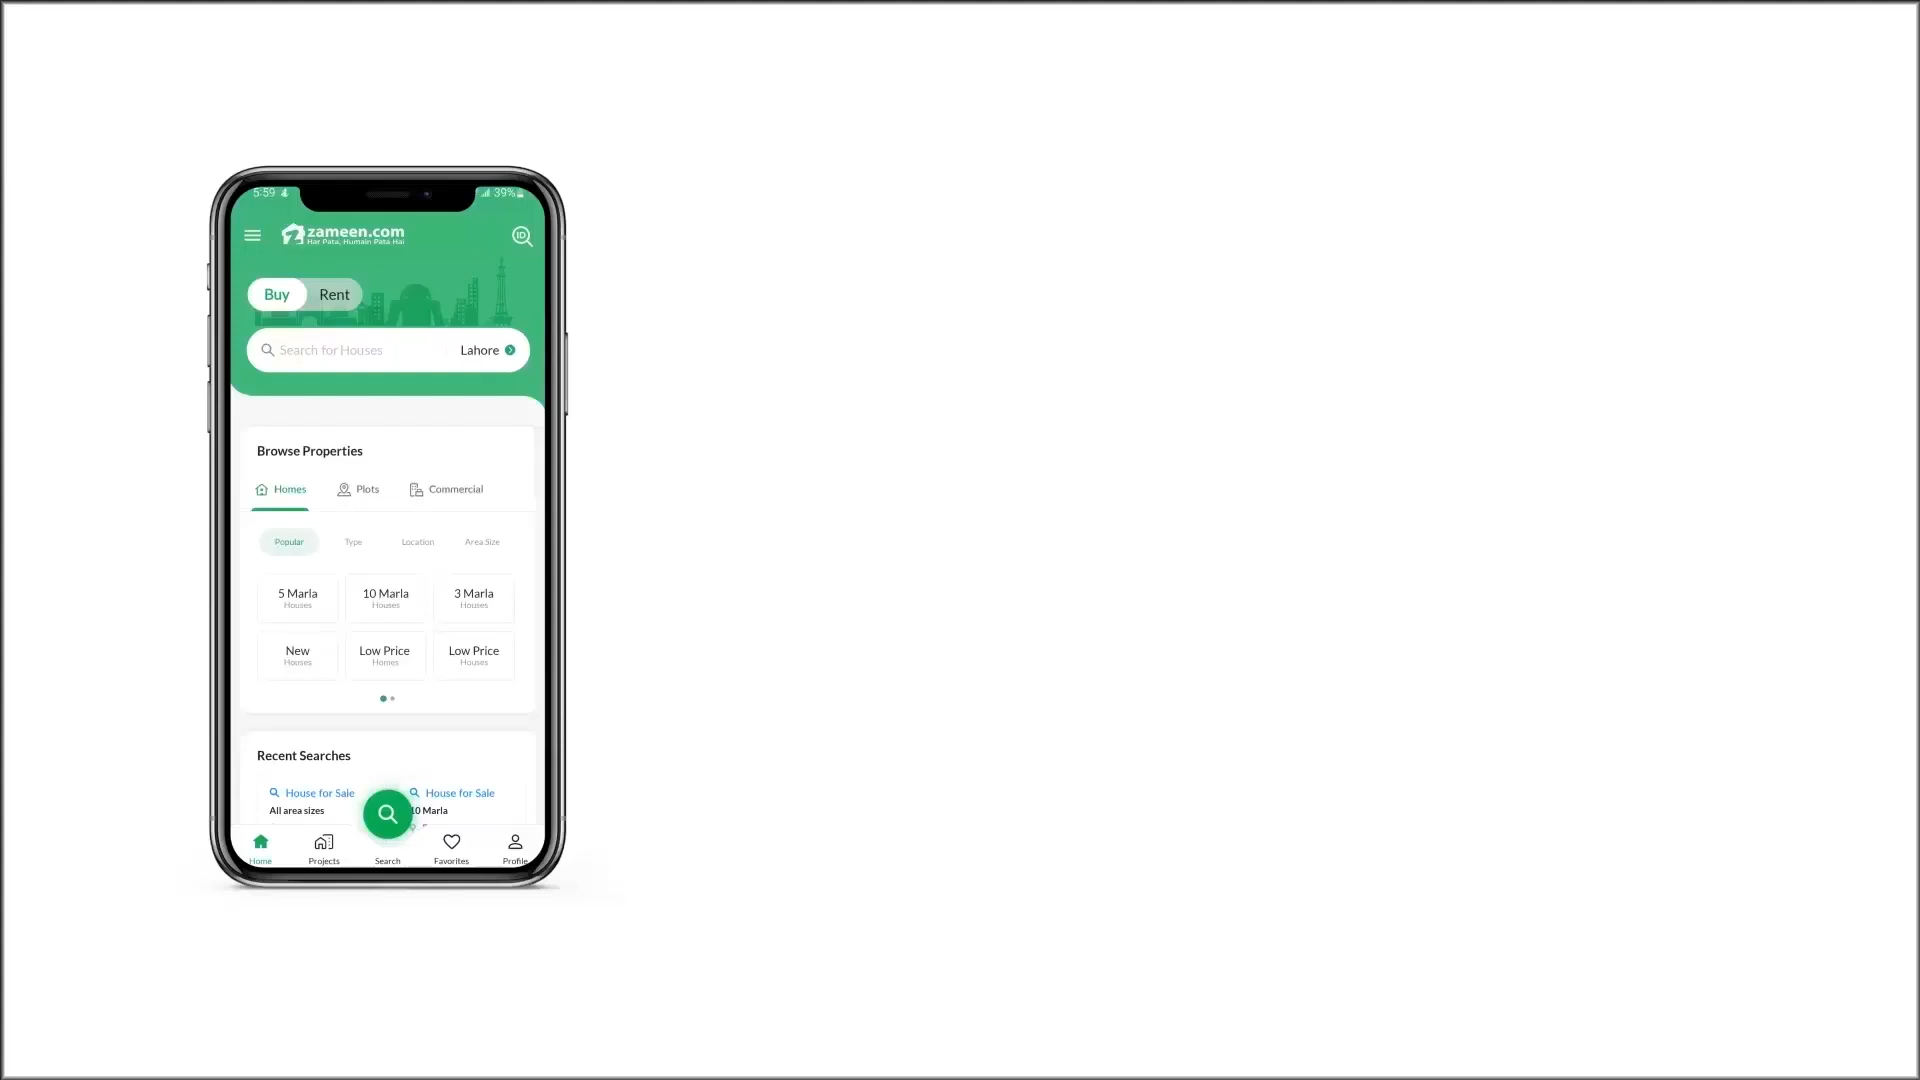 5:59
39%
zameen.com
Har Pata, Humain Pata Hai
ID
Buy Rent
Search for Houses Lahore
Browse Properties
Homes Plots Commercial
Popular Type Location Area Size
5 Marla 10 Marla 3 Marla
Houses Houses Houses
New Low Price Low Price
Houses Homes Houses
Recent Searches
House for Sale House for Sale
All area sizes 10 Marla
Home Projects Search Favorites Profile